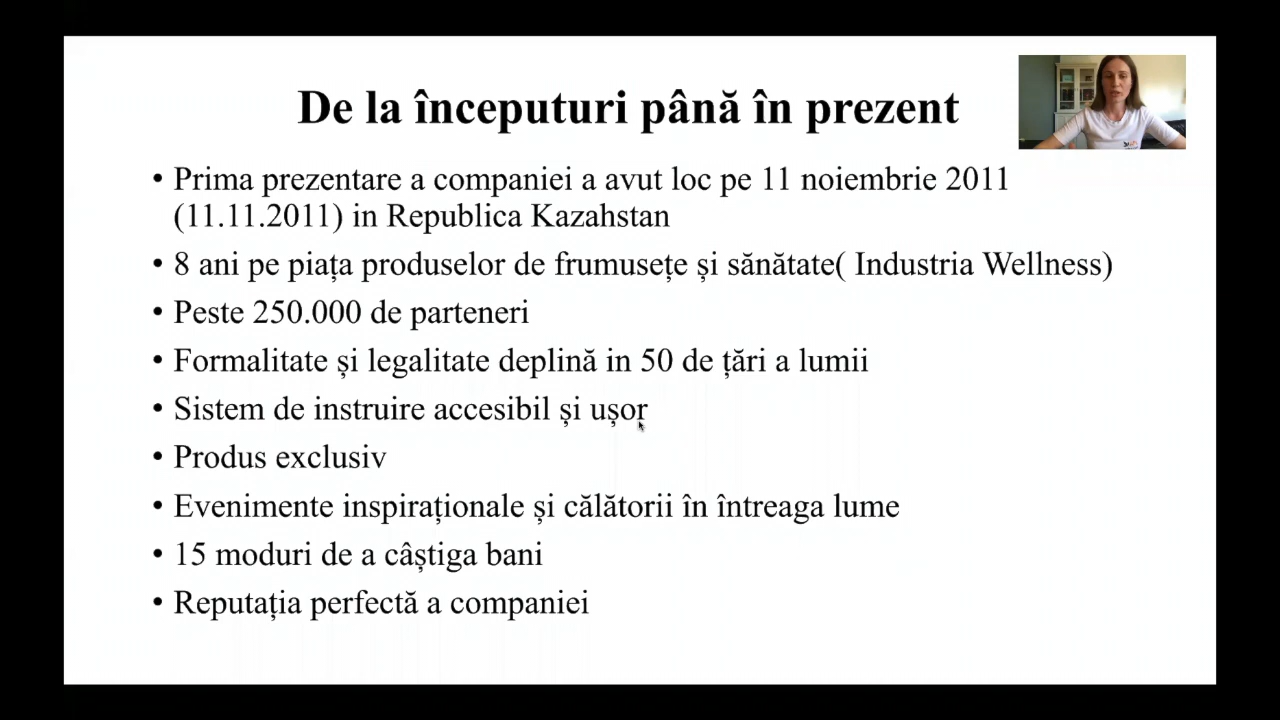 De la începuturi până în prezent
• Prima prezentare a companiei a avut loc pe 11 noiembrie 2011
(11.11.2011) in Republica Kazahstan
• 8 ani pe piața produselor de frumusețe și sănătate( Industria Wellness)
• Peste 250.000 de parteneri
• Formalitate și legalitate deplină in 50 de țări a lumii
• Sistem de instruire accesibil și ușor
• Produs exclusiv
• Evenimente inspiraționale și călătorii în întreaga lume
• 15 moduri de a câștiga bani
• Reputația perfectă a companiei